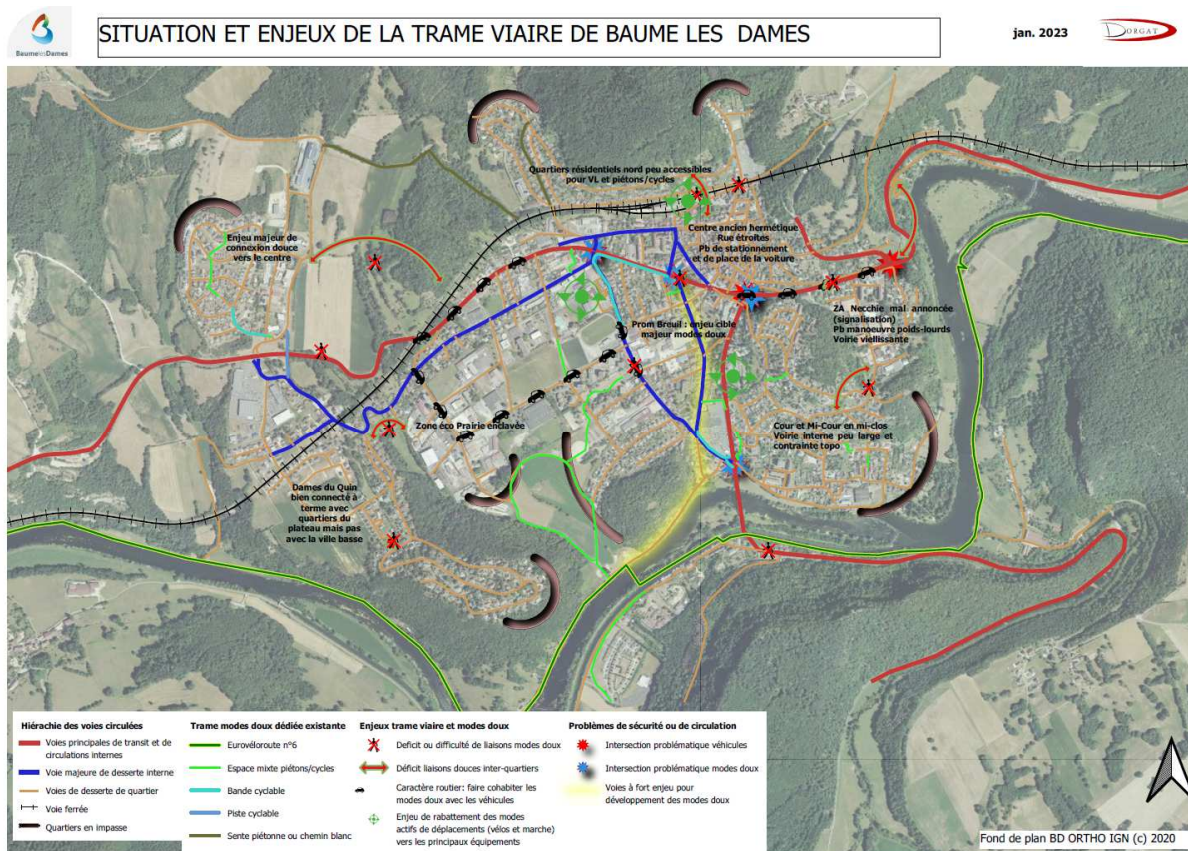 BaumelesDames
SITUATION ET ENJEUX DE LA TRAME VIAIRE DE BAUME LES DAMES
jan. 2023
DORGAT
Quartiers résidentiels nord peu accessibles
pour VL et piétons/cycles
Enjeu majeur de
connexion douce
vers le centre
Centre ancien hermétique
Rue étroites
Pb de stationnement
et de place de la voiture
ZA Necchie mal annoncée
(signalisation)
Pb manoeuvre poids-lourds
Voirie viellissante
Prom Breuil : enjeu cible
majeur modes doux
Zone éco Prairie enclavée
Cour et Mi-Cour en mi-clos
Voirie interne peu large et
contrainte topo
Dames du Quin
bien connecté à
terme avec
quartiers du
plateau mais pas
avec la ville basse
Hiérachie des voies circulées
Voies principales de transit et de
circulations internes
Voie majeure de desserte interne
Voies de desserte de quartier
Voie ferrée
Quartiers en impasse
Trame modes doux dédiée existante
Eurovéloroute n°6
Espace mixte piétons/cycles
Bande cyclable
Piste cyclable
Sente piétonne ou chemin blanc
Enjeux trame viaire et modes doux
Deficit ou difficulté de liaisons modes doux
Déficit liaisons douces inter-quartiers
Caractère routier: faire cohabiter les
modes doux avec les véhicules
Enjeu de rabattement des modes
actifs de déplacements (vélos et marche)
vers les principaux équipements
Problèmes de sécurité ou de circulation
Intersection problématique véhicules
Intersection problématique modes doux
Voies à fort enjeu pour
développement des modes doux
Fond de plan BD ORTHO IGN (c) 2020